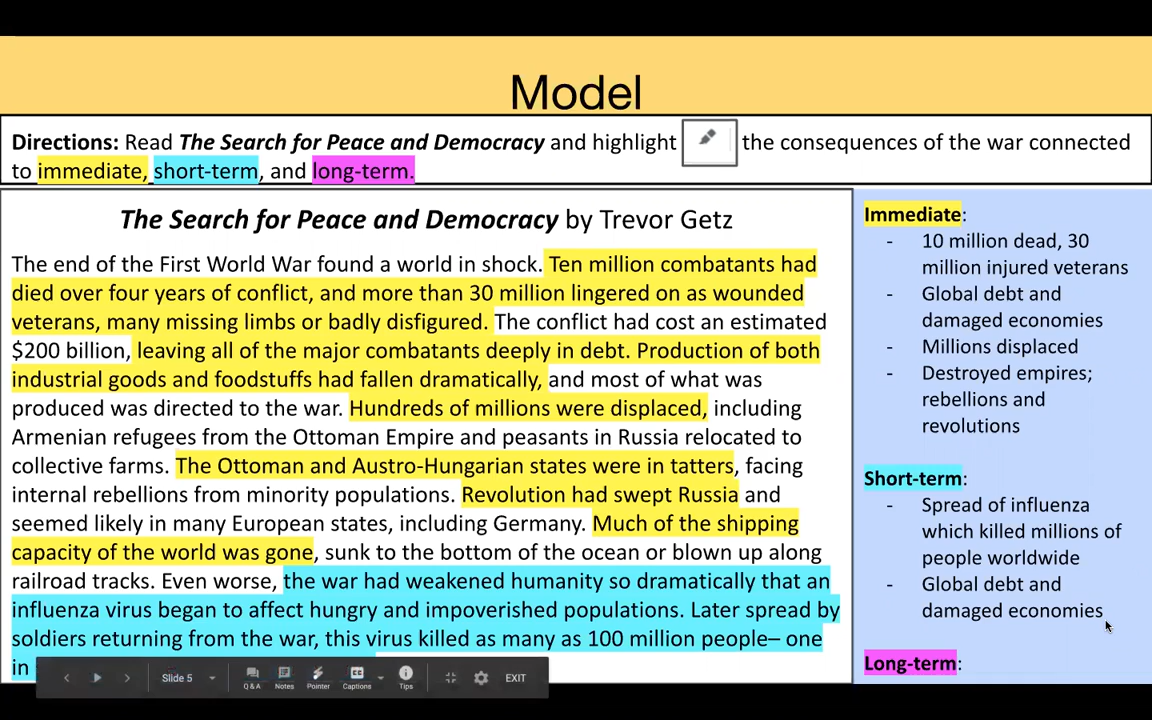 Model
Directions: Read The Search for Peace and Democracy and highlight the consequences of the war connected
to immediate, short-term, and long-term.
The Search for Peace and Democracy by Trevor Getz
The end of the First World War found a world in shock. Ten million combatants had
died over four years of conflict, and more than 30 million lingered on as wounded
veterans, many missing limbs or badly disfigured. The conflict had cost an estimated
$200 billion, leaving all of the major combatants deeply in debt. Production of both
industrial goods and foodstuffs had fallen dramatically, and most of what was
produced was directed to the war. Hundreds of millions were displaced, including
Armenian refugees from the Ottoman Empire and peasants in Russia relocated to
collective farms. The Ottoman and Austro-Hungarian states were in tatters, facing
internal rebellions from minority populations. Revolution had swept Russia and
seemed likely in many European states, including Germany. Much of the shipping
capacity of the world was gone, sunk to the bottom of the ocean or blown up along
railroad tracks. Even worse, the war had weakened humanity so dramatically that an
influenza virus began to affect hungry and impoverished populations. Later spread by
soldiers returning from the war, this virus killed as many as 100 million people– one
in
Immediate:
- 10 million dead, 30
million injured veterans
- Global debt and
damaged economies
- Millions displaced
- Destroyed empires;
rebellions and
revolutions
Short-term:
- Spread of influenza
which killed millions of
people worldwide
- Global debt and
damaged economies
Long-term:
Slide 5
Q & A
Notes
Pointer
CC
Captions
Tips
EXIT